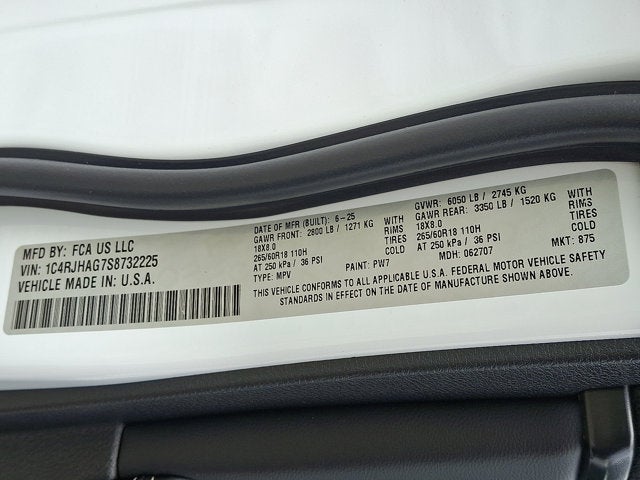 MFD BY: FCA US LLC
VIN: 1C4RJHAG7S8732225
VEHICLE MADE IN: U.S.A.
DATE OF MFR (BUILT): 6-25
GAWR FRONT: 2800 LB / 1271 KG WITH
18X8.0 RIMS
265/60R18 110H TIRES
AT 250 kPa / 36 PSI COLD
TYPE: MPV PAINT: PW7
GVWR: 6050 LB / 2745 KG
GAWR REAR: 3350 LB / 1520 KG WITH
18X8.0 RIMS
265/60R18 110H TIRES
AT 250 kPa / 36 PSI COLD
MDH: 062707 MKT: 875
THIS VEHICLE CONFORMS TO ALL APPLICABLE U.S.A. FEDERAL MOTOR VEHICLE SAFETY
STANDARDS IN EFFECT ON THE DATE OF MANUFACTURE SHOWN ABOVE.